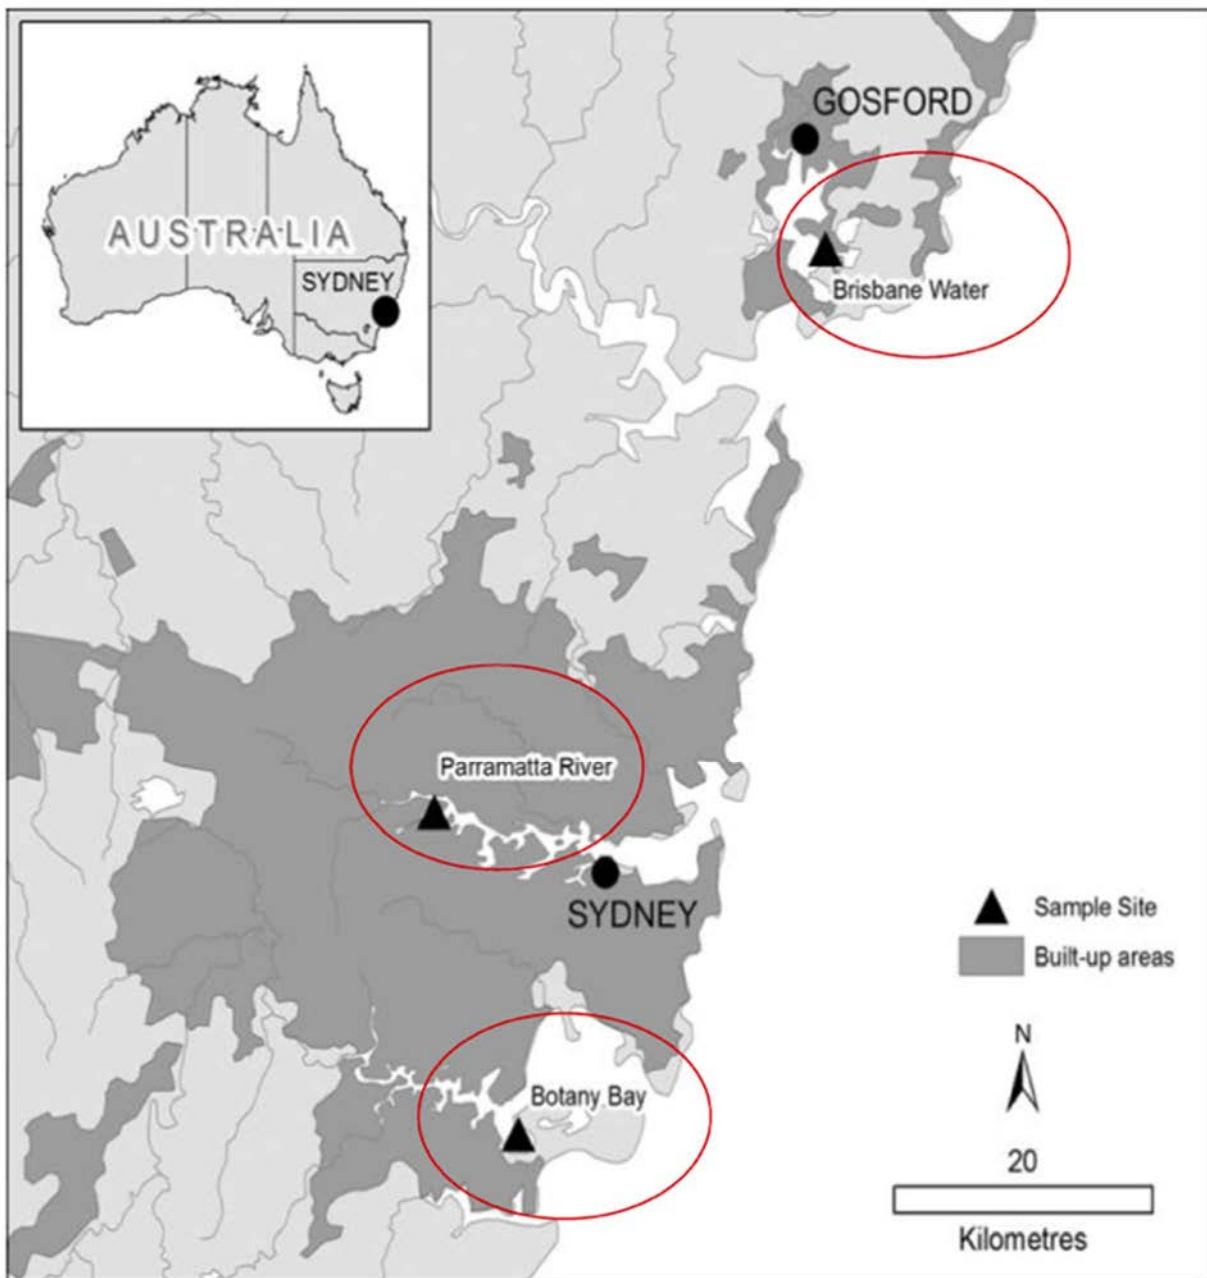 AUSTRALIA
SYDNEY
GOSFORD
Brisbane Water
Parramatta River
SYDNEY
Botany Bay
Sample Site
Built-up areas
N
20
Kilometres